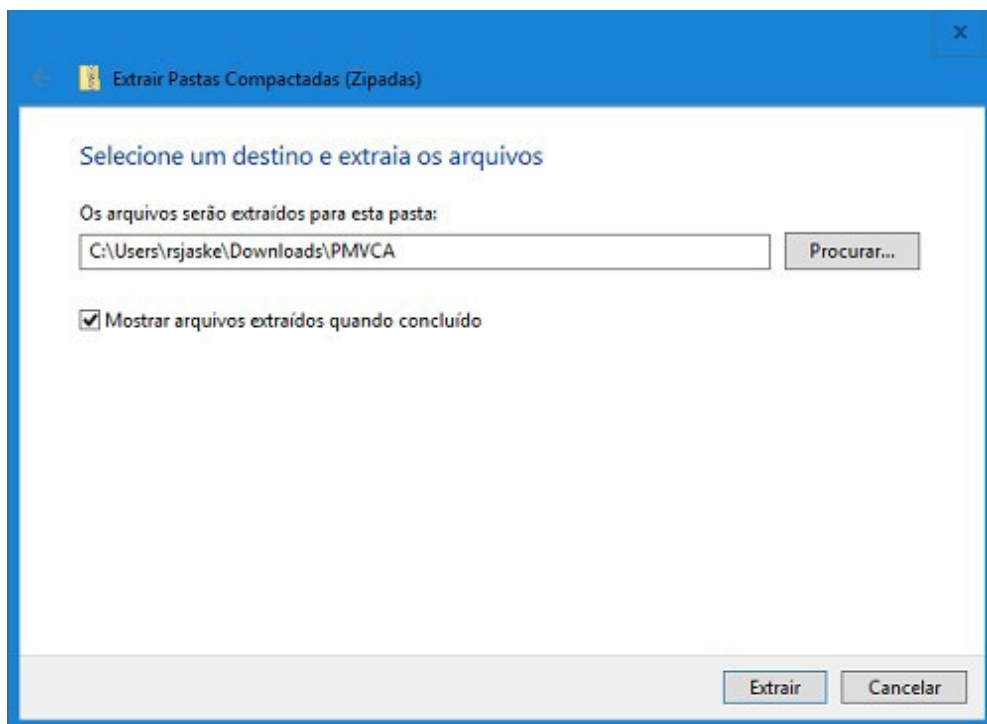 Extrair Pastas Compactadas (Zipadas)
Selecione um destino e extraia os arquivos
Os arquivos serão extraídos para esta pasta:
C:\Users\rsjaske\Downloads\PMVCA
Procurar...
Mostrar arquivos extraídos quando concluído
Extrair
Cancelar